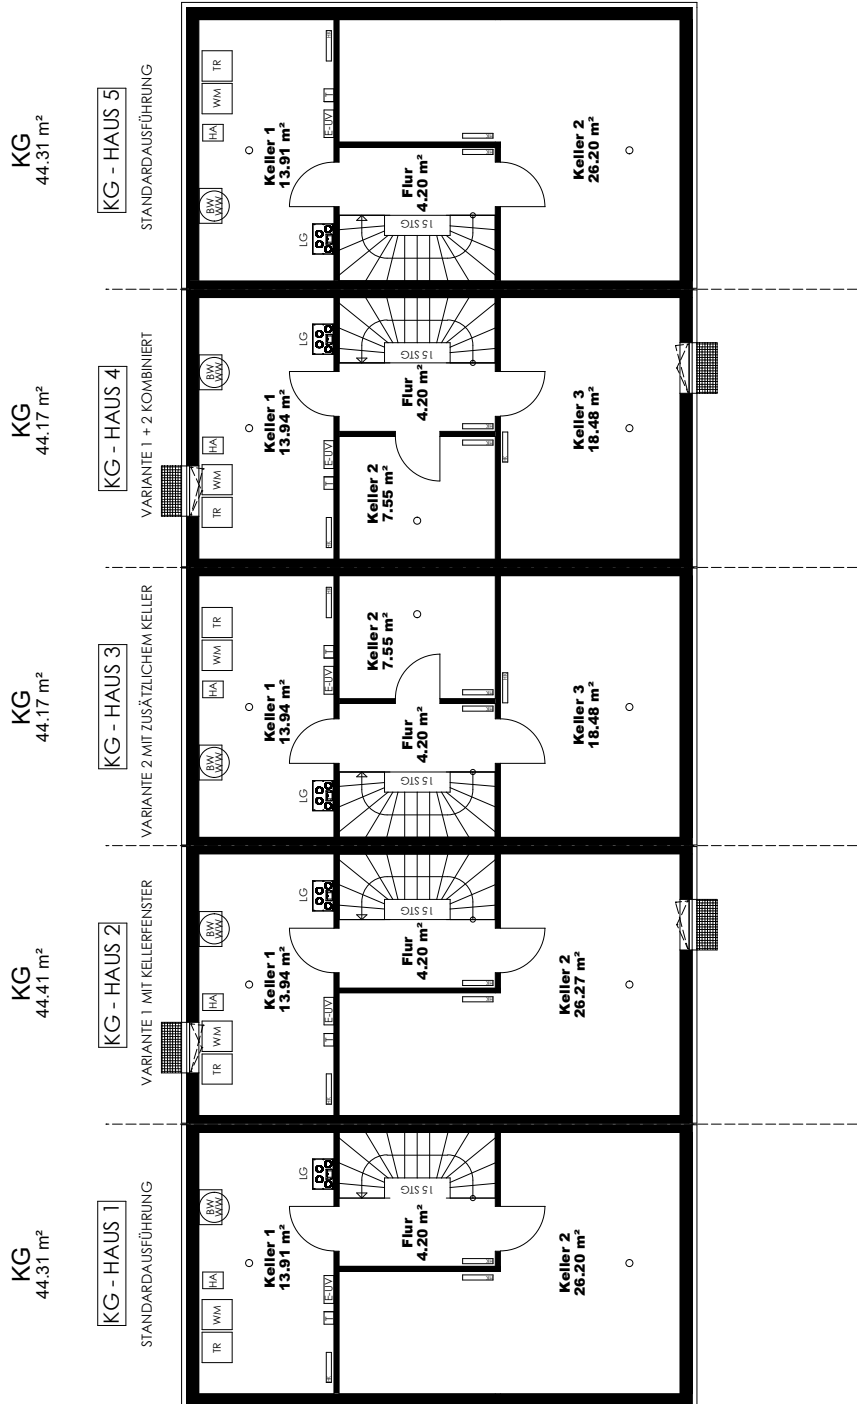 KG
44.31 m²
KG - HAUS 1
STANDARDAUSFÜHRUNG
TR
WM
HA
BW
WW
Keller 1
13.91 m²
T
E-UV
LG
Flur
4.20 m²
15 STG
Keller 2
26.20 m²
KG
44.41 m²
KG - HAUS 2
VARIANTE 1 MIT KELLERFENSTER
TR
WM
HA
BW
WW
Keller 1
13.94 m²
T
E-UV
LG
Flur
4.20 m²
15 STG
Keller 2
26.27 m²
KG
44.17 m²
KG - HAUS 3
VARIANTE 2 MIT ZUSÄTZLICHEM KELLER
BW
WW
HA
WM
TR
Keller 1
13.94 m²
LG
E-UV
T
15 STG
Flur
4.20 m²
Keller 2
7.55 m²
Keller 3
18.48 m²
KG
44.17 m²
KG - HAUS 4
VARIANTE 1 + 2 KOMBINIERT
TR
WM
HA
BW
WW
Keller 1
13.94 m²
T
E-UV
LG
Keller 2
7.55 m²
Flur
4.20 m²
15 STG
Keller 3
18.48 m²
KG
44.31 m²
KG - HAUS 5
STANDARDAUSFÜHRUNG
BW
WW
HA
WM
TR
Keller 1
13.91 m²
LG
E-UV
T
15 STG
Flur
4.20 m²
Keller 2
26.20 m²